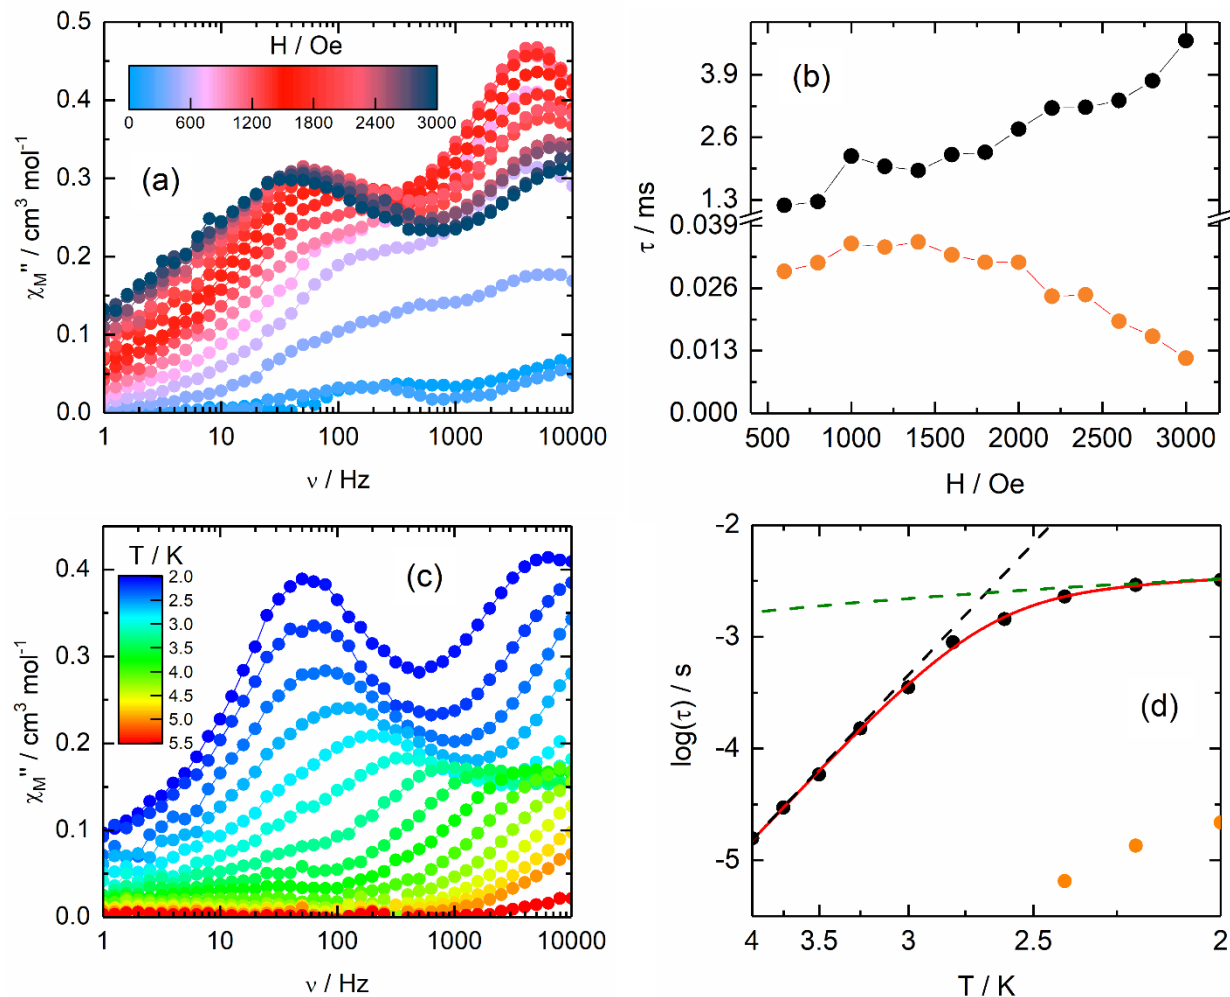 0.5
0.4
0.3
0.2
0.1
0.0
χM'' / cm³ mol⁻¹
H / Oe
0 600 1200 1800 2400 3000
(a)
1 10 100 1000 10000
ν / Hz
(b)
3.9
2.6
1.3
0.039
0.026
0.013
0.000
τ / ms
500 1000 1500 2000 2500 3000
H / Oe
0.4
0.3
0.2
0.1
0.0
χM'' / cm³ mol⁻¹
T / K
2.0
2.5
3.0
3.5
4.0
4.5
5.0
5.5
(c)
1 10 100 1000 10000
ν / Hz
-2
-3
-4
-5
log(τ) / s
(d)
4 3.5 3 2.5 2
T / K